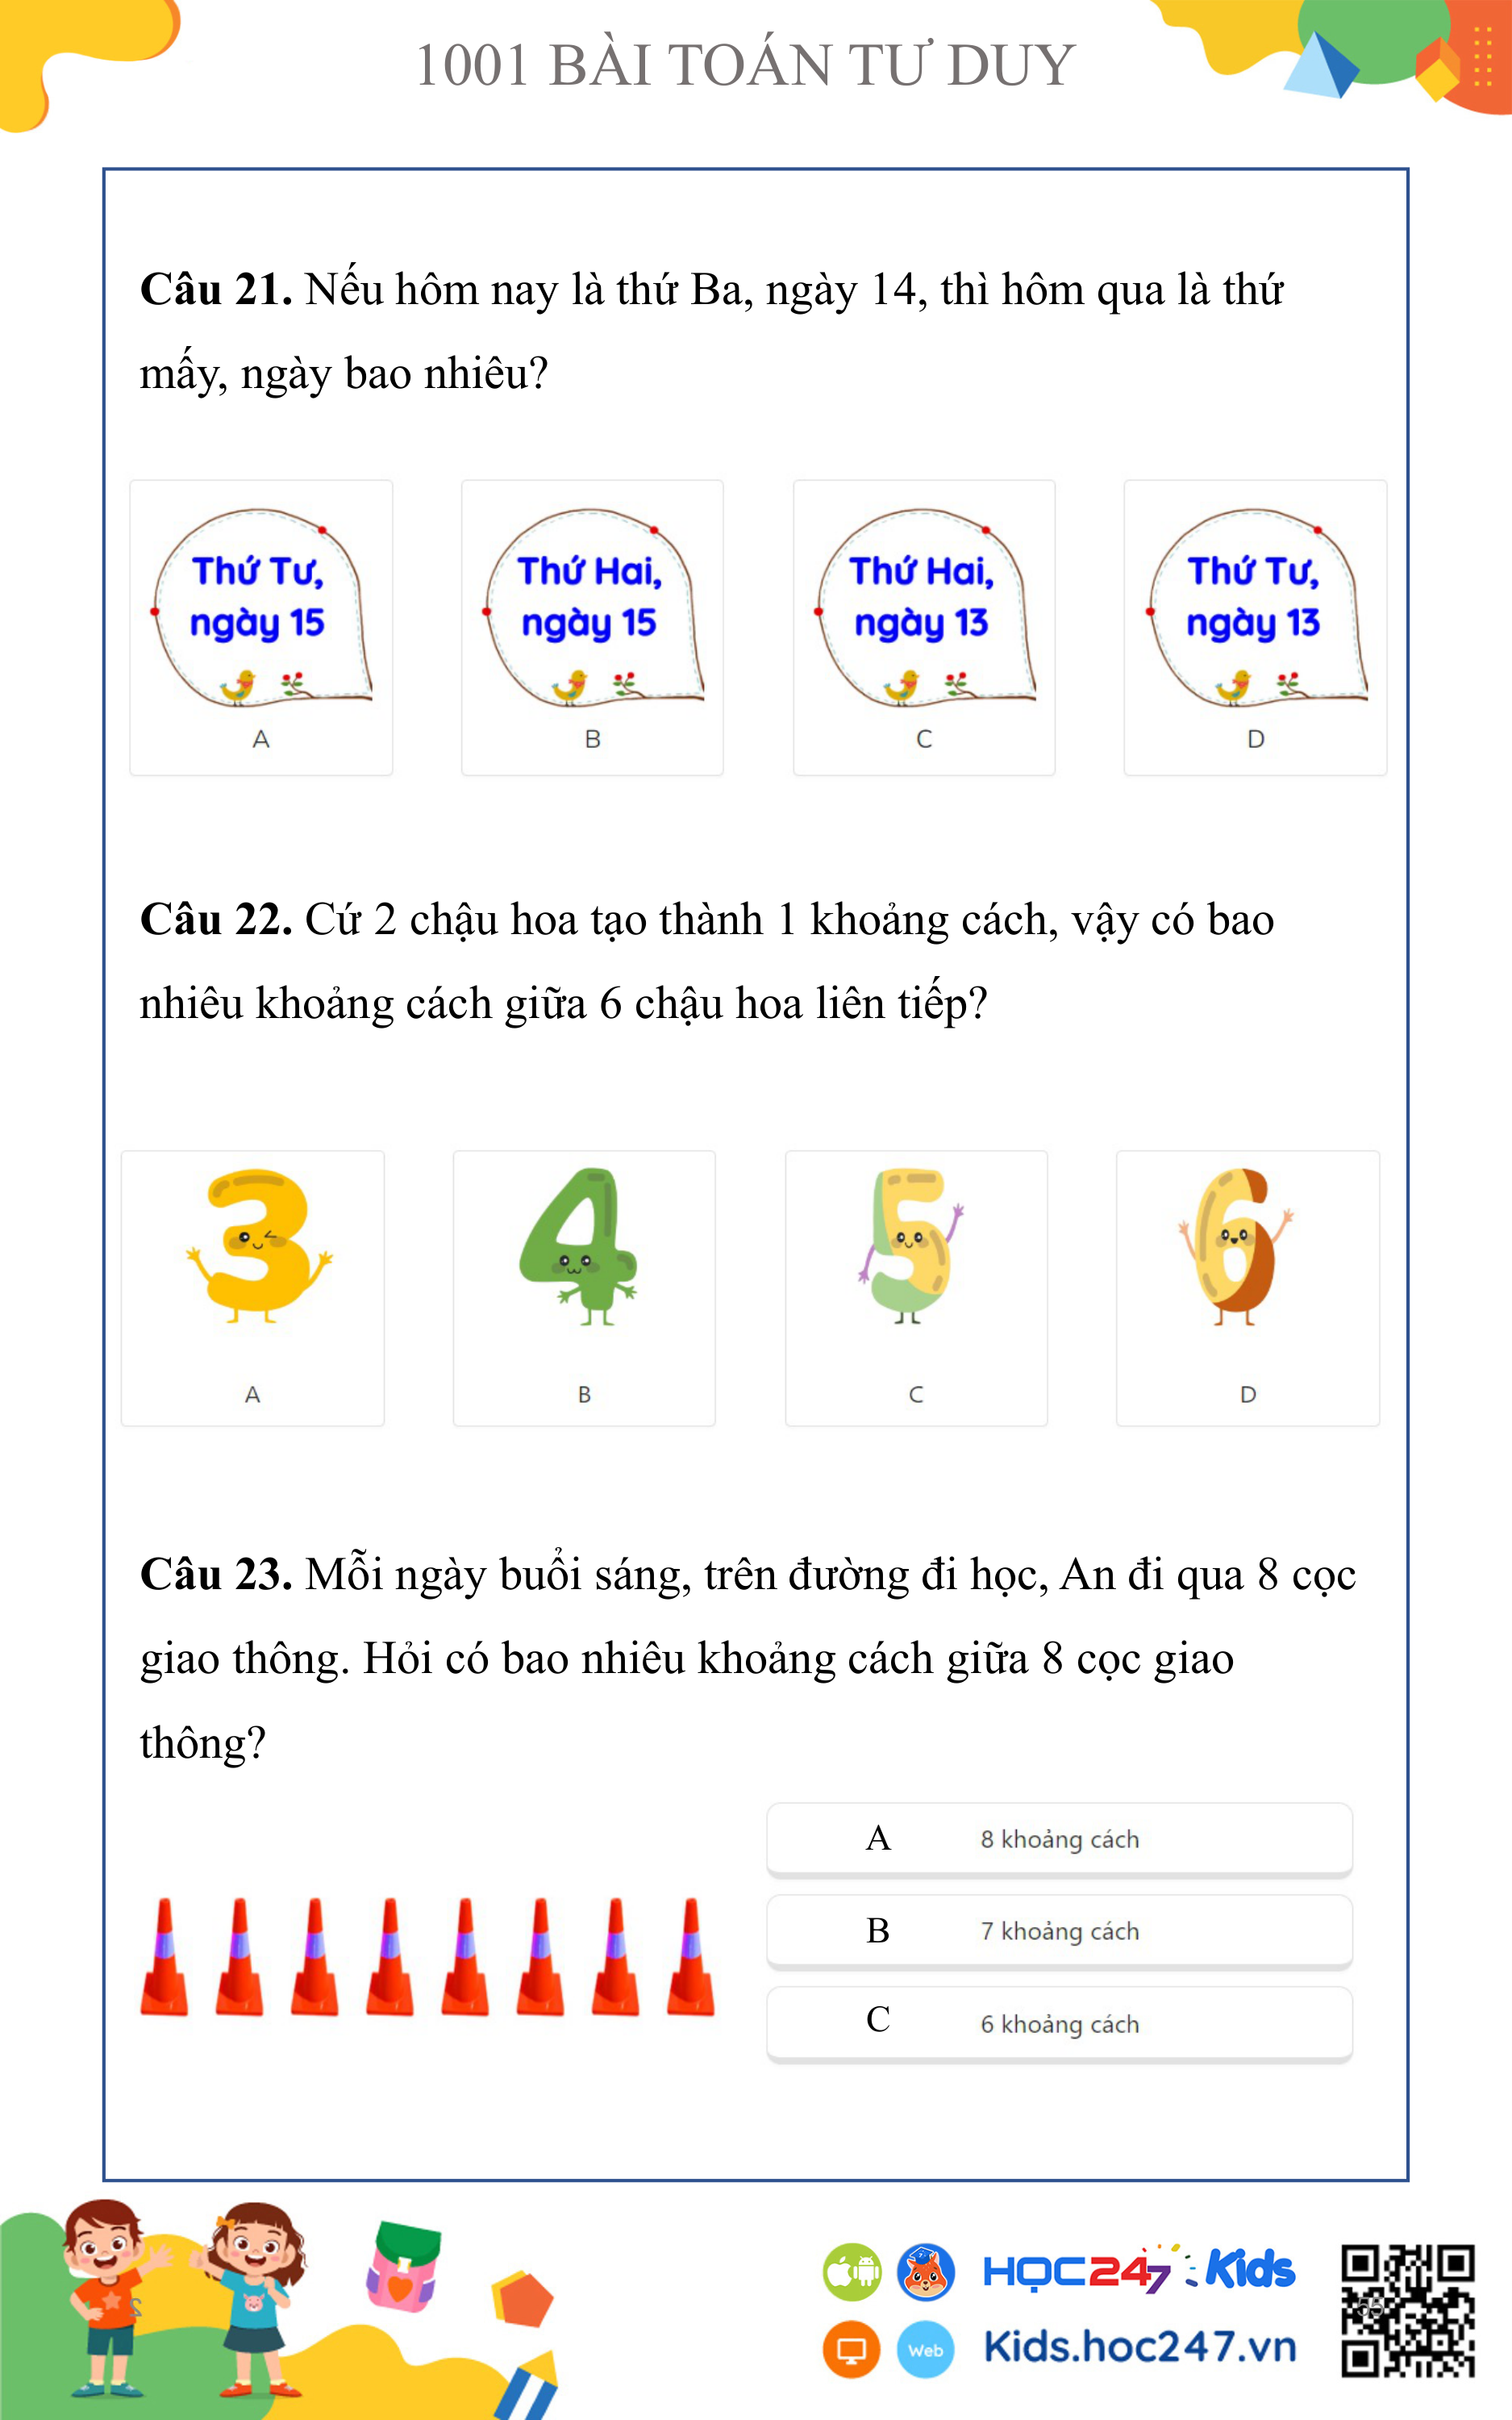 1001 BÀI TOÁN TƯ DUY
Câu 21. Nếu hôm nay là thứ Ba, ngày 14, thì hôm qua là thứ
mấy, ngày bao nhiêu?
Thứ Tư,
ngày 15
A
Thứ Hai,
ngày 15
B
Thứ Hai,
ngày 13
C
Thứ Tư,
ngày 13
D
Câu 22. Cứ 2 chậu hoa tạo thành 1 khoảng cách, vậy có bao
nhiêu khoảng cách giữa 6 chậu hoa liên tiếp?
3
A
4
B
5
C
6
D
Câu 23. Mỗi ngày buổi sáng, trên đường đi học, An đi qua 8 cọc
giao thông. Hỏi có bao nhiêu khoảng cách giữa 8 cọc giao
thông?
A 8 khoảng cách
B 7 khoảng cách
C 6 khoảng cách
HỌC247 Kids
Web Kids.hoc247.vn
55